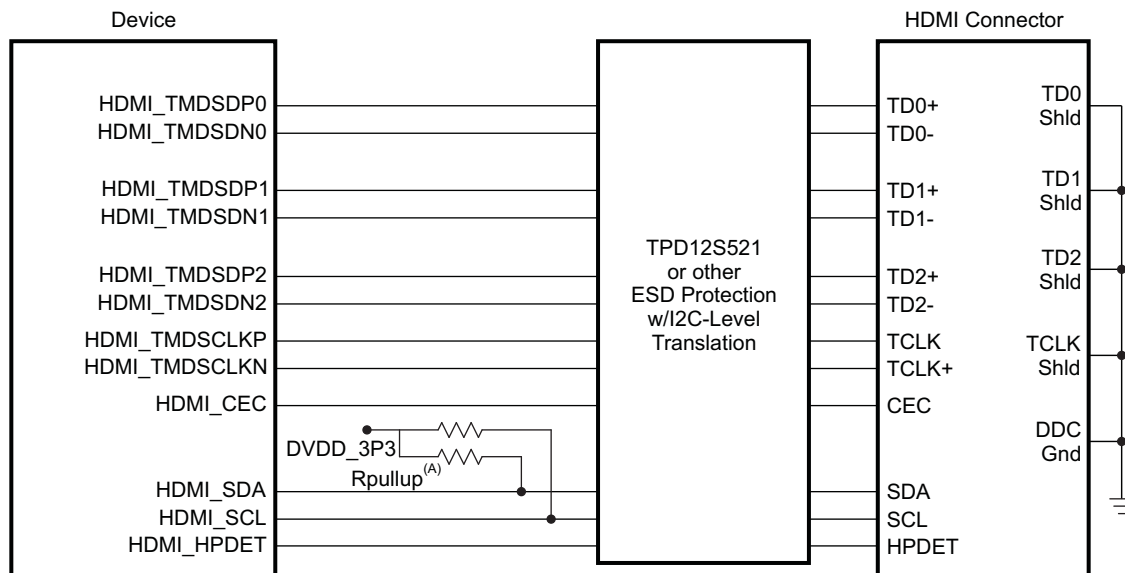 Device
HDMI Connector
HDMI_TMDSDP0
HDMI_TMDSDN0
HDMI_TMDSDP1
HDMI_TMDSDN1
HDMI_TMDSDP2
HDMI_TMDSDN2
HDMI_TMDSCLKP
HDMI_TMDSCLKN
HDMI_CEC
DVDD_3P3
Rpullup(A)
HDMI_SDA
HDMI_SCL
HDMI_HPDET
TPD12S521
or other
ESD Protection
w/I2C-Level
Translation
TD0+
TD0-
TD1+
TD1-
TD2+
TD2-
TCLK
TCLK+
CEC
SDA
SCL
HPDET
TD0
Shld
TD1
Shld
TD2
Shld
TCLK
Shld
DDC
Gnd